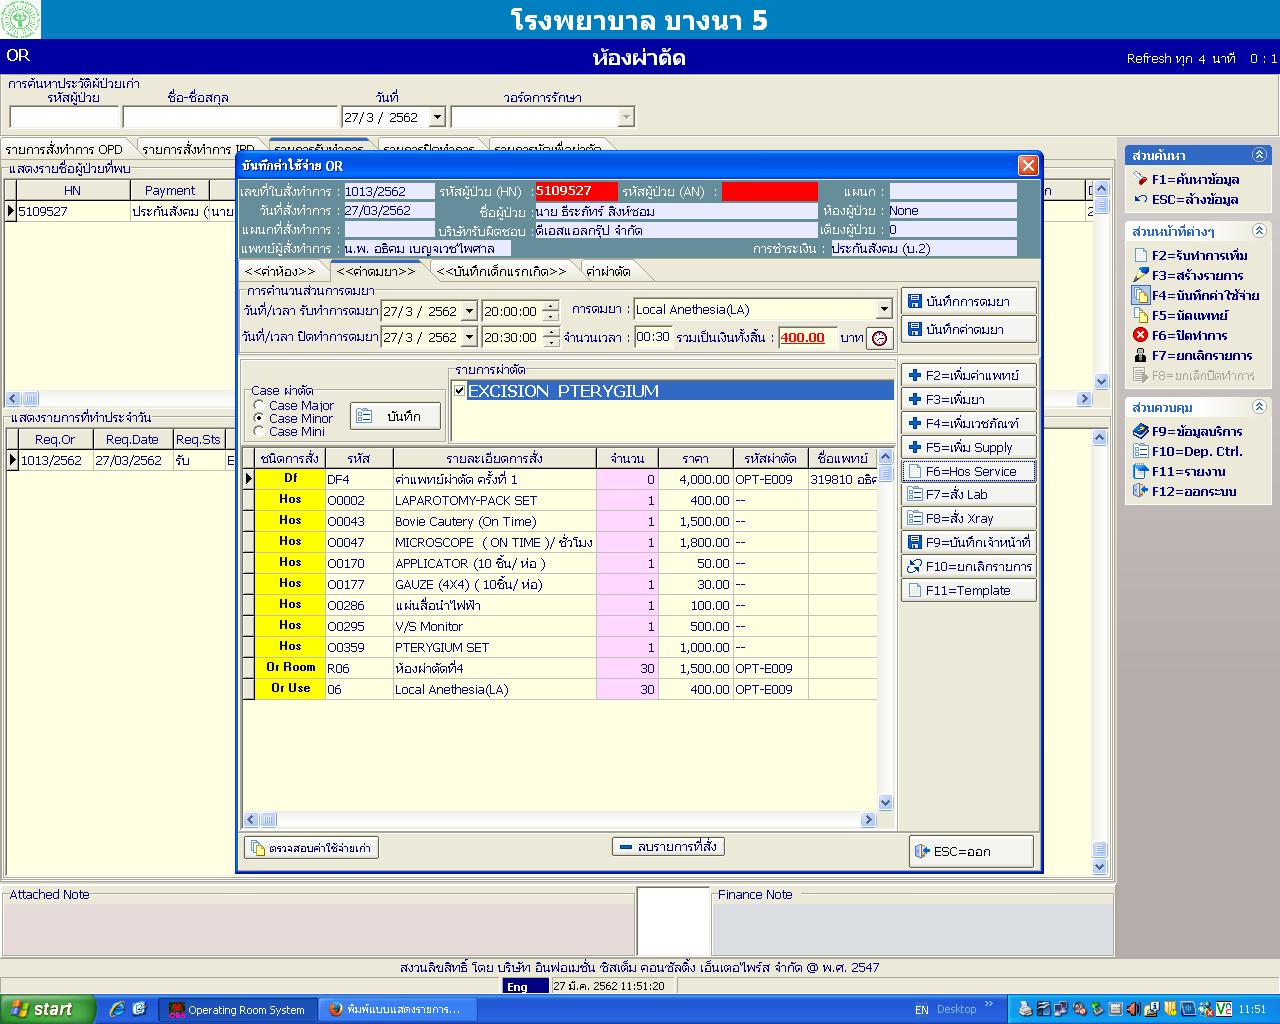 โรงพยาบาล บางนา 5
OR
ห้องผ่าตัด
Refresh ทุก 4 นาที 0 : 1
การค้นหาประวัติผู้ป่วยเก่า
รหัสผู้ป่วย ชื่อ-ชื่อสกุล วันที่ วอร์ดการรักษา
27/3 / 2562
รายการสั่งทำการ OPD รายการสั่งทำการ IPD รายการรับทำการ รายการปิดทำการ รายการนัดเพื่อผ่าตัด
แสดงรายชื่อผู้ป่วยที่พบ
HN Payment
5109527 ประกันสังคม นาย
แสดงรายการที่ทำประจำวัน
Req.Or Req.Date Req.Sts
1013/2562 27/03/2562 รับ E
บันทึกค่าใช้จ่าย OR
เลขที่ใบสั่งทำการ : 1013/2562 รหัสผู้ป่วย (HN) : 5109527 รหัสผู้ป่วย (AN) : แผนก :
วันที่สั่งทำการ : 27/03/2562 ชื่อผู้ป่วย : นาย ธีระภัทร์ สิงห์ซอม ห้องผู้ป่วย : None
แผนกที่สั่งทำการ : บริษัทรับผิดชอบ : ดีเอสแอลกรุ๊ป จำกัด เตียงผู้ป่วย : 0
แพทย์ผู้สั่งทำการ : น.พ. อธิคม เบญจเวชไพศาล การชำระเงิน : ประกันสังคม (บ.2)
<<ค่าห้อง>> <<ค่าดมยา>> <<บันทึกเด็กแรกเกิด>> ค่าผ่าตัด
การคำนวนส่วนการดมยา
วันที่/เวลา รับทำการดมยา 27/3 / 2562 20:00:00 การดมยา : Local Anethesia(LA)
วันที่/เวลา ปิดทำการดมยา 27/3 / 2562 20:30:00 จำนวนเวลา : 00:30 รวมเป็นเงินทั้งสิ้น : 400.00 บาท
บันทึกการดมยา
บันทึกค่าดมยา
Case ผ่าตัด
Case Major
Case Minor
Case Mini
บันทึก
รายการผ่าตัด
EXCISION PTERYGIUM
ชนิดการสั่ง รหัส รายละเอียดการสั่ง จำนวน ราคา รหัสผ่าตัด ชื่อแพทย์
Df DF4 ค่าแพทย์ผ่าตัด ครั้งที่ 1 0 4,000.00 OPT-E009 319810 อธิค
Hos O0002 LAPAROTOMY-PACK SET 1 400.00 --
Hos O0043 Bovie Cautery (On Time) 1 1,500.00 --
Hos O0047 MICROSCOPE ( ON TIME )/ ชั่วโมง 1 1,800.00 --
Hos O0170 APPLICATOR (10 ชิ้น/ ห่อ ) 1 50.00 --
Hos O0177 GAUZE (4X4) ( 10ชิ้น/ ห่อ) 1 30.00 --
Hos O0286 แผ่นสื่อนำไฟฟ้า 1 100.00 --
Hos O0295 V/S Monitor 1 500.00 --
Hos O0359 PTERYGIUM SET 1 1,000.00 --
Or Room R06 ห้องผ่าตัดที่4 30 1,500.00 OPT-E009
Or Use 06 Local Anethesia(LA) 30 400.00 OPT-E009
F2=เพิ่มค่าแพทย์
F3=เพิ่มยา
F4=เพิ่มเวชภัณฑ์
F5=เพิ่ม Supply
F6=Hos Service
F7=สั่ง Lab
F8=สั่ง Xray
F9=บันทึกเจ้าหน้าที่
F10=ยกเลิกรายการ
F11=Template
ตรวจสอบค่าใช้จ่ายเก่า
ลบรายการที่สั่ง
ESC=ออก
ส่วนค้นหา
F1=ค้นหาข้อมูล
ESC=ล้างข้อมูล
ส่วนหน้าที่ต่างๆ
F2=รับทำการเพิ่ม
F3=สร้างรายการ
F4=บันทึกค่าใช้จ่าย
F5=นัดแพทย์
F6=ปิดทำการ
F7=ยกเลิกรายการ
F8=ยกเลิกปิดทำการ
ส่วนควบคุม
F9=ข้อมูลบริการ
F10=Dep. Ctrl.
F11=รายงาน
F12=ออกระบบ
Attached Note
Finance Note
สงวนลิขสิทธิ์ โดย บริษัท อินฟอเมชั่น ซิสเต็ม คอนซัลติ้ง เอ็นเตอไพร์ส จำกัด @ พ.ศ. 2547
Eng 27 มี.ค. 2562 11:51:20
start Operating Room System พิมพ์แบบแสดงรายการ... EN Desktop » 11:51